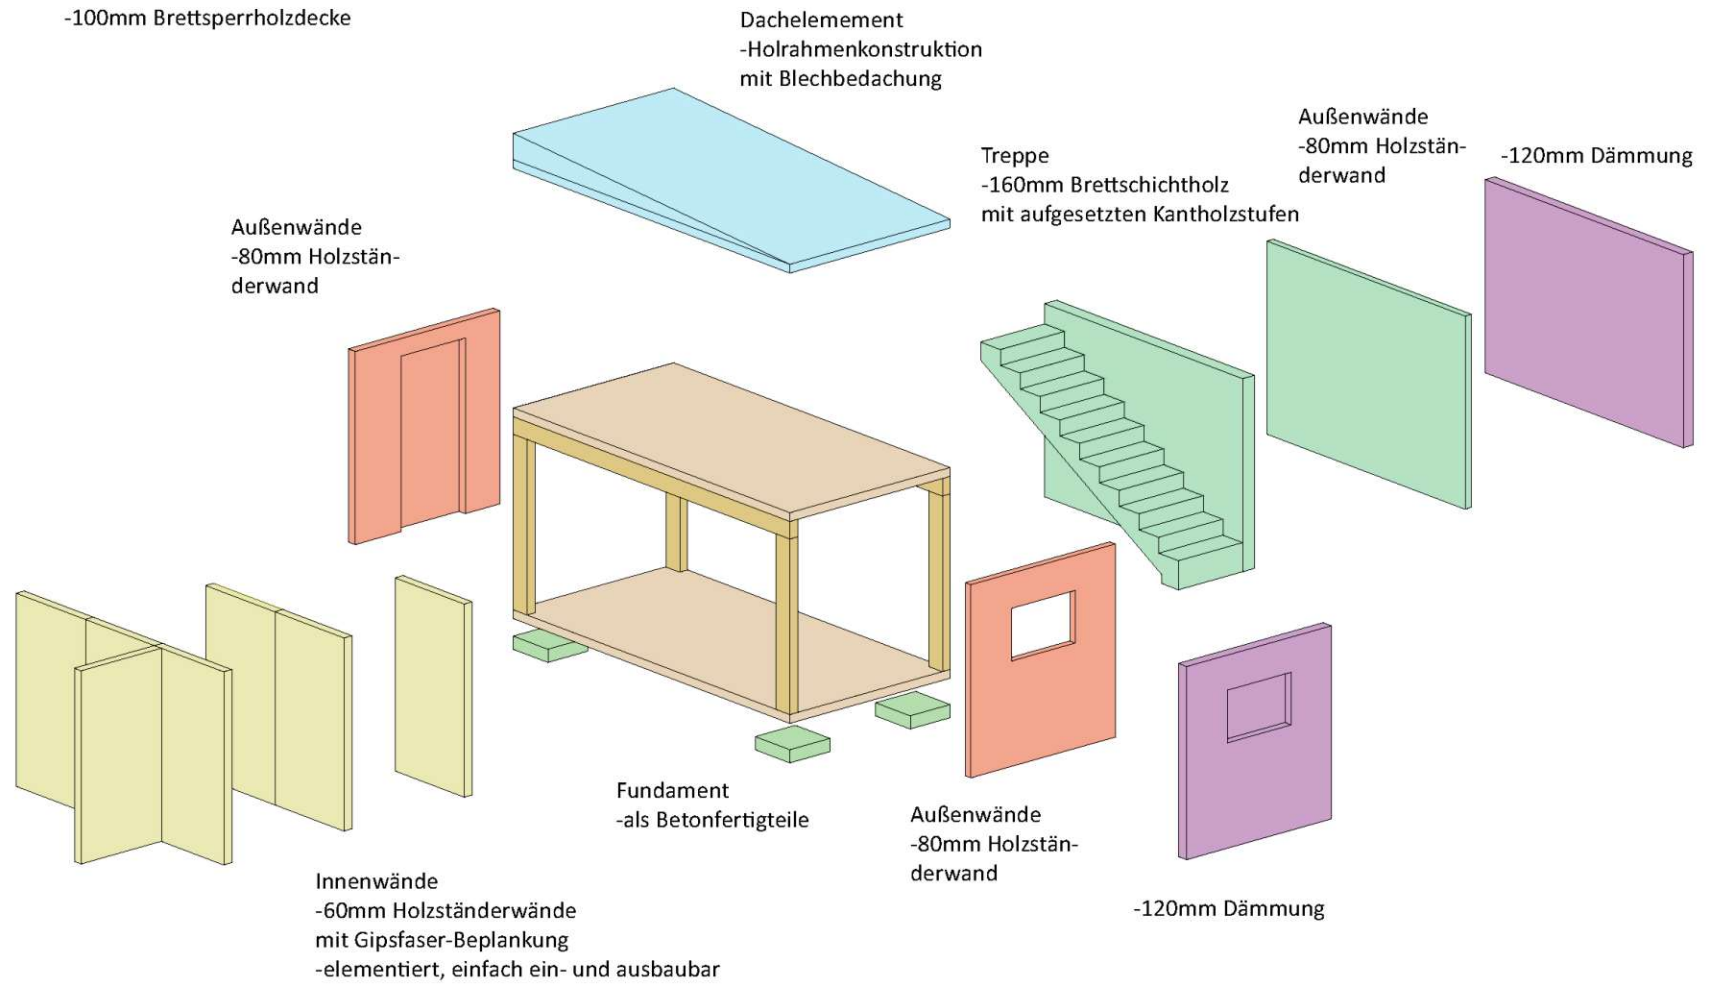 -100mm Brettsperrholzdecke
Dachelemement
-Holrahmenkonstruktion
mit Blechbedachung
Außenwände
-80mm Holzstän-
derwand
-120mm Dämmung
Treppe
-160mm Brettschichtholz
mit aufgesetzten Kantholzstufen
Außenwände
-80mm Holzstän-
derwand
Fundament
-als Betonfertigteile
Außenwände
-80mm Holzstän-
derwand
Innenwände
-60mm Holzständerwände
mit Gipsfaser-Beplankung
-elementiert, einfach ein- und ausbaubar
-120mm Dämmung